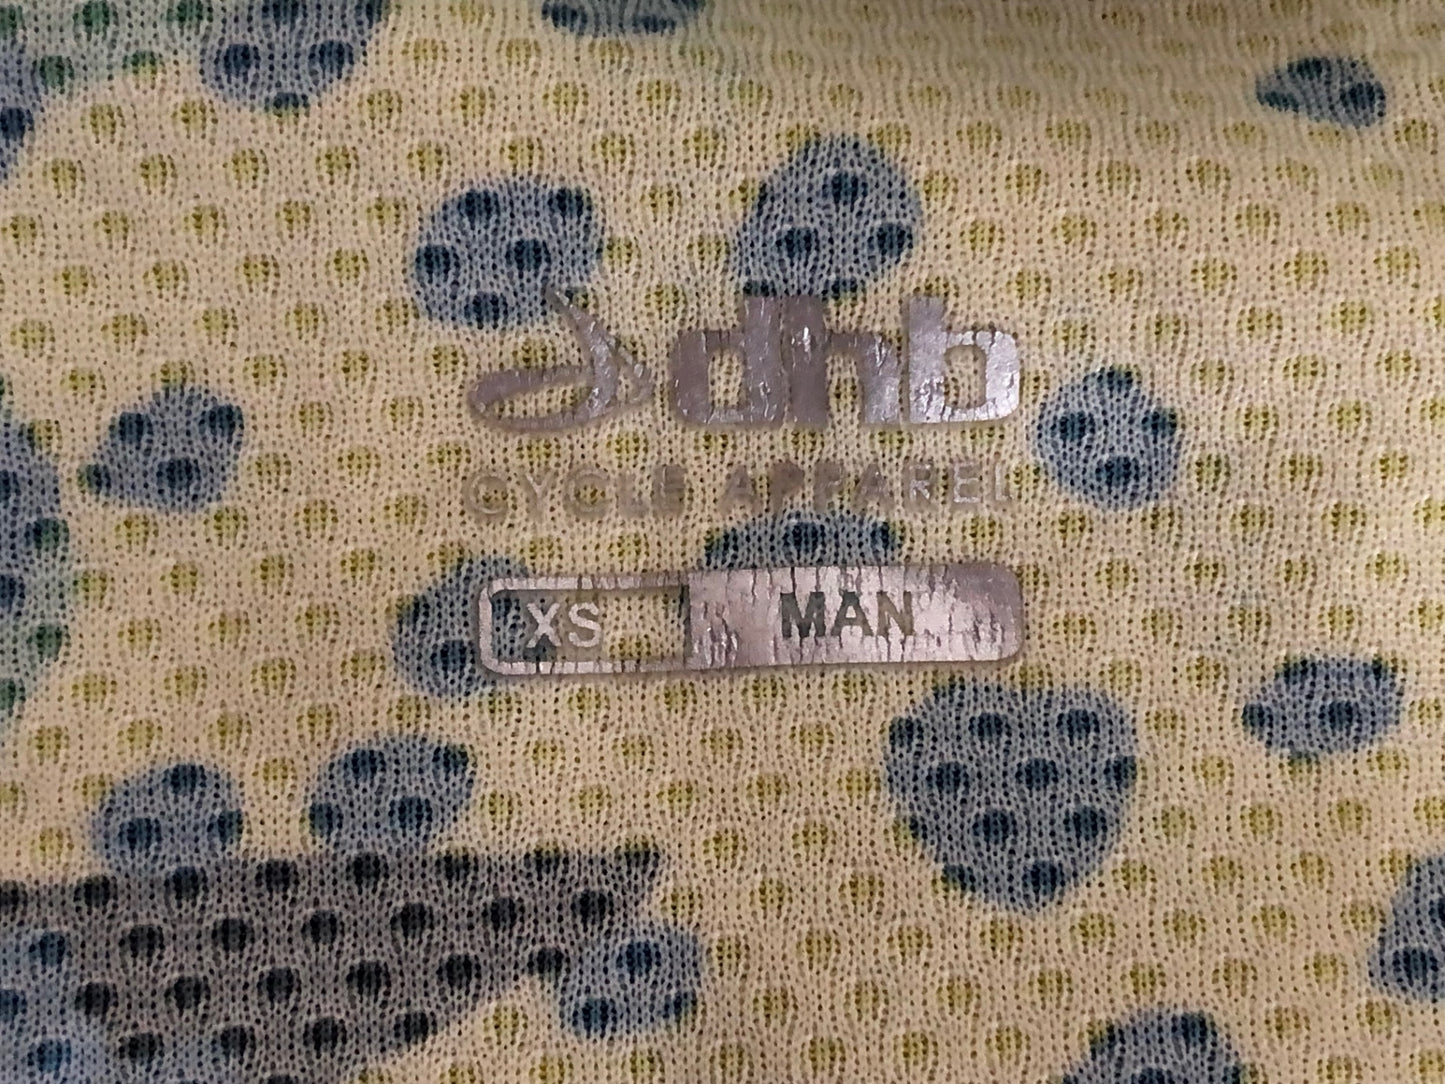 dhb
CYCLE APPAREL
XS MAN